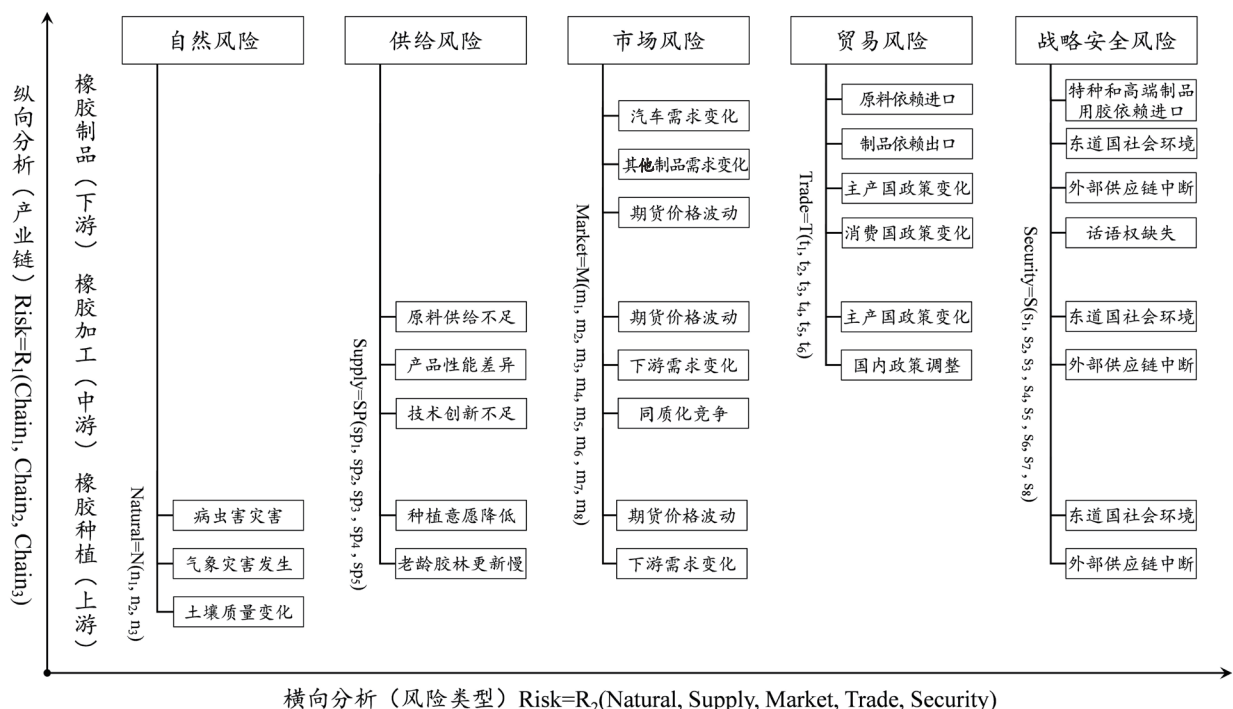 自然风险
供给风险
市场风险
贸易风险
战略安全风险
纵向分析（产业链）Risk=R₁(Chain₁, Chain₂, Chain₃)
橡胶制品（下游）
橡胶加工（中游）
橡胶种植（上游）
Natural=N(n₁, n₂, n₃)
病虫害灾害
气象灾害发生
土壤质量变化
Supply=SP(sp₁, sp₂, sp₃ , sp₄ , sp₅)
原料供给不足
产品性能差异
技术创新不足
种植意愿降低
老龄胶林更新慢
Market=M(m₁, m₂, m₃, m₄, m₅, m₆ , m₇, m₈)
汽车需求变化
其他制品需求变化
期货价格波动
期货价格波动
下游需求变化
同质化竞争
期货价格波动
下游需求变化
Trade=T(t₁, t₂, t₃, t₄, t₅, t₆)
原料依赖进口
制品依赖出口
主产国政策变化
消费国政策变化
主产国政策变化
国内政策调整
Security=S(s₁, s₂, s₃ , s₄, s₅ , s₆, s₇ , s₈)
特种和高端制品
用胶依赖进口
东道国社会环境
外部供应链中断
话语权缺失
东道国社会环境
外部供应链中断
东道国社会环境
外部供应链中断
横向分析（风险类型）Risk=R₂(Natural, Supply, Market, Trade, Security)